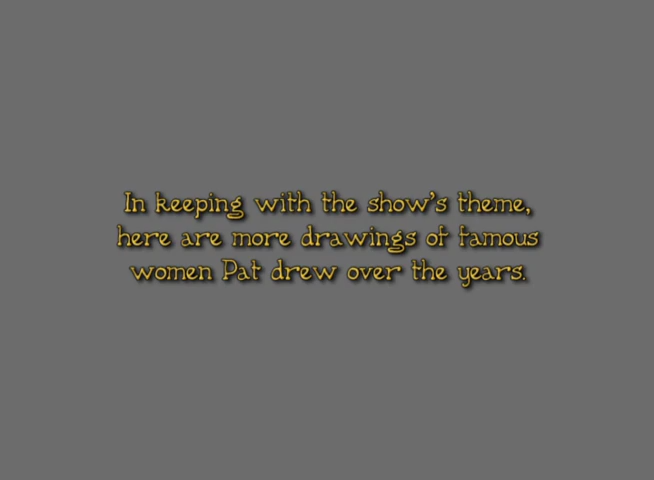 In keeping with the show's theme,
here are more drawings of famous
women Pat drew over the years.